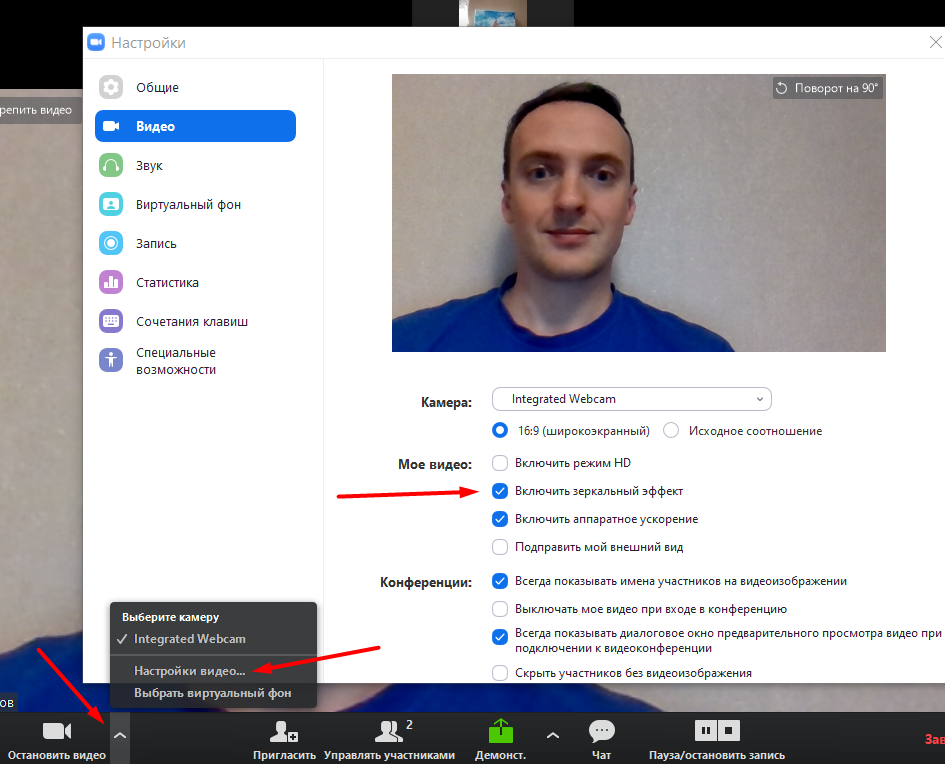 Настройки
репить видео
Поворот на 90°
Общие
Видео
Звук
Виртуальный фон
Запись
Статистика
Сочетания клавиш
Специальные
возможности
Камера:
Integrated Webcam
16:9 (широкоэкранный)
Исходное соотношение
Мое видео:
Включить режим HD
Включить зеркальный эффект
Включить аппаратное ускорение
Подправить мой внешний вид
Конференции:
Всегда показывать имена участников на видеоизображении
Выключать мое видео при входе в конференцию
Всегда показывать диалоговое окно предварительного просмотра видео при
подключении к видеоконференции
Скрыть участников без видеоизображения
Выберите камеру
Integrated Webcam
Настройки видео...
Выбрать виртуальный фон
ов
Остановить видео
Пригласить
2
Управлять участниками
Демонст.
Чат
Пауза/остановить запись
Зав